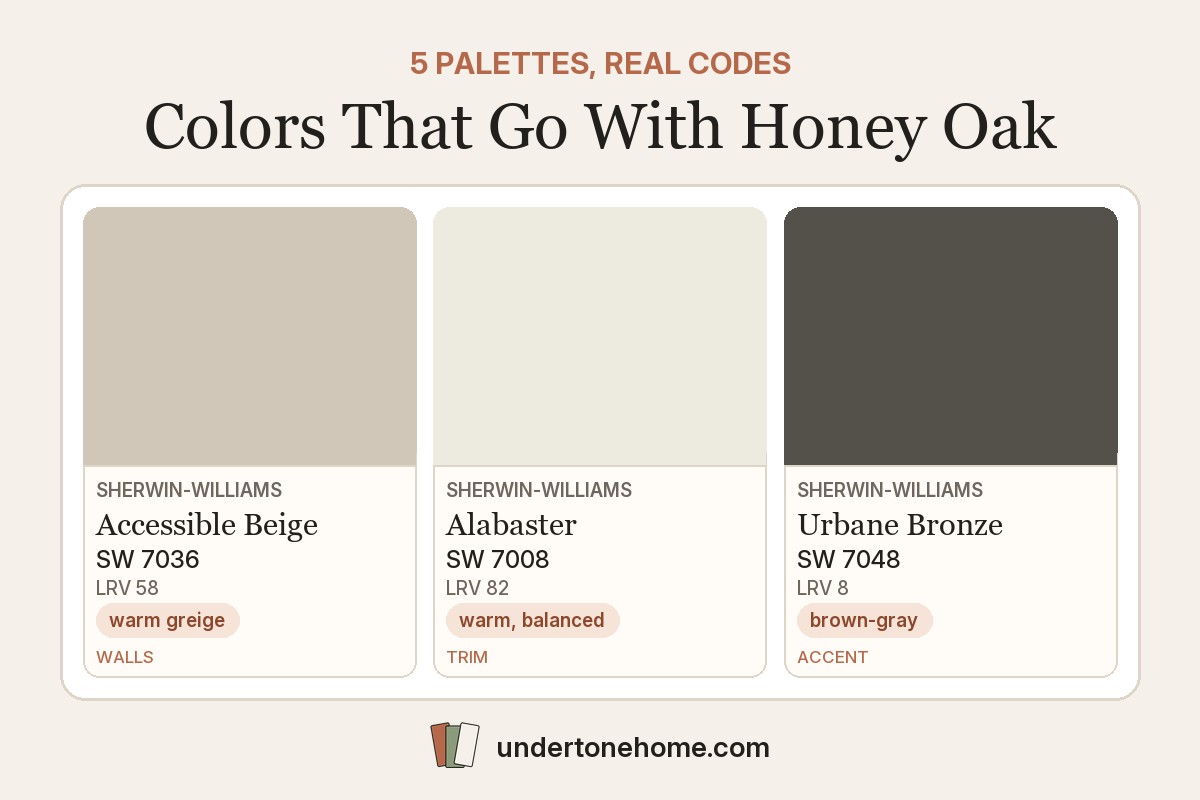 5 PALETTES, REAL CODES
Colors That Go With Honey Oak
SHERWIN-WILLIAMS
Accessible Beige
SW 7036
LRV 58
warm greige
WALLS
SHERWIN-WILLIAMS
Alabaster
SW 7008
LRV 82
warm, balanced
TRIM
SHERWIN-WILLIAMS
Urbane Bronze
SW 7048
LRV 8
brown-gray
ACCENT
undertonehome.com